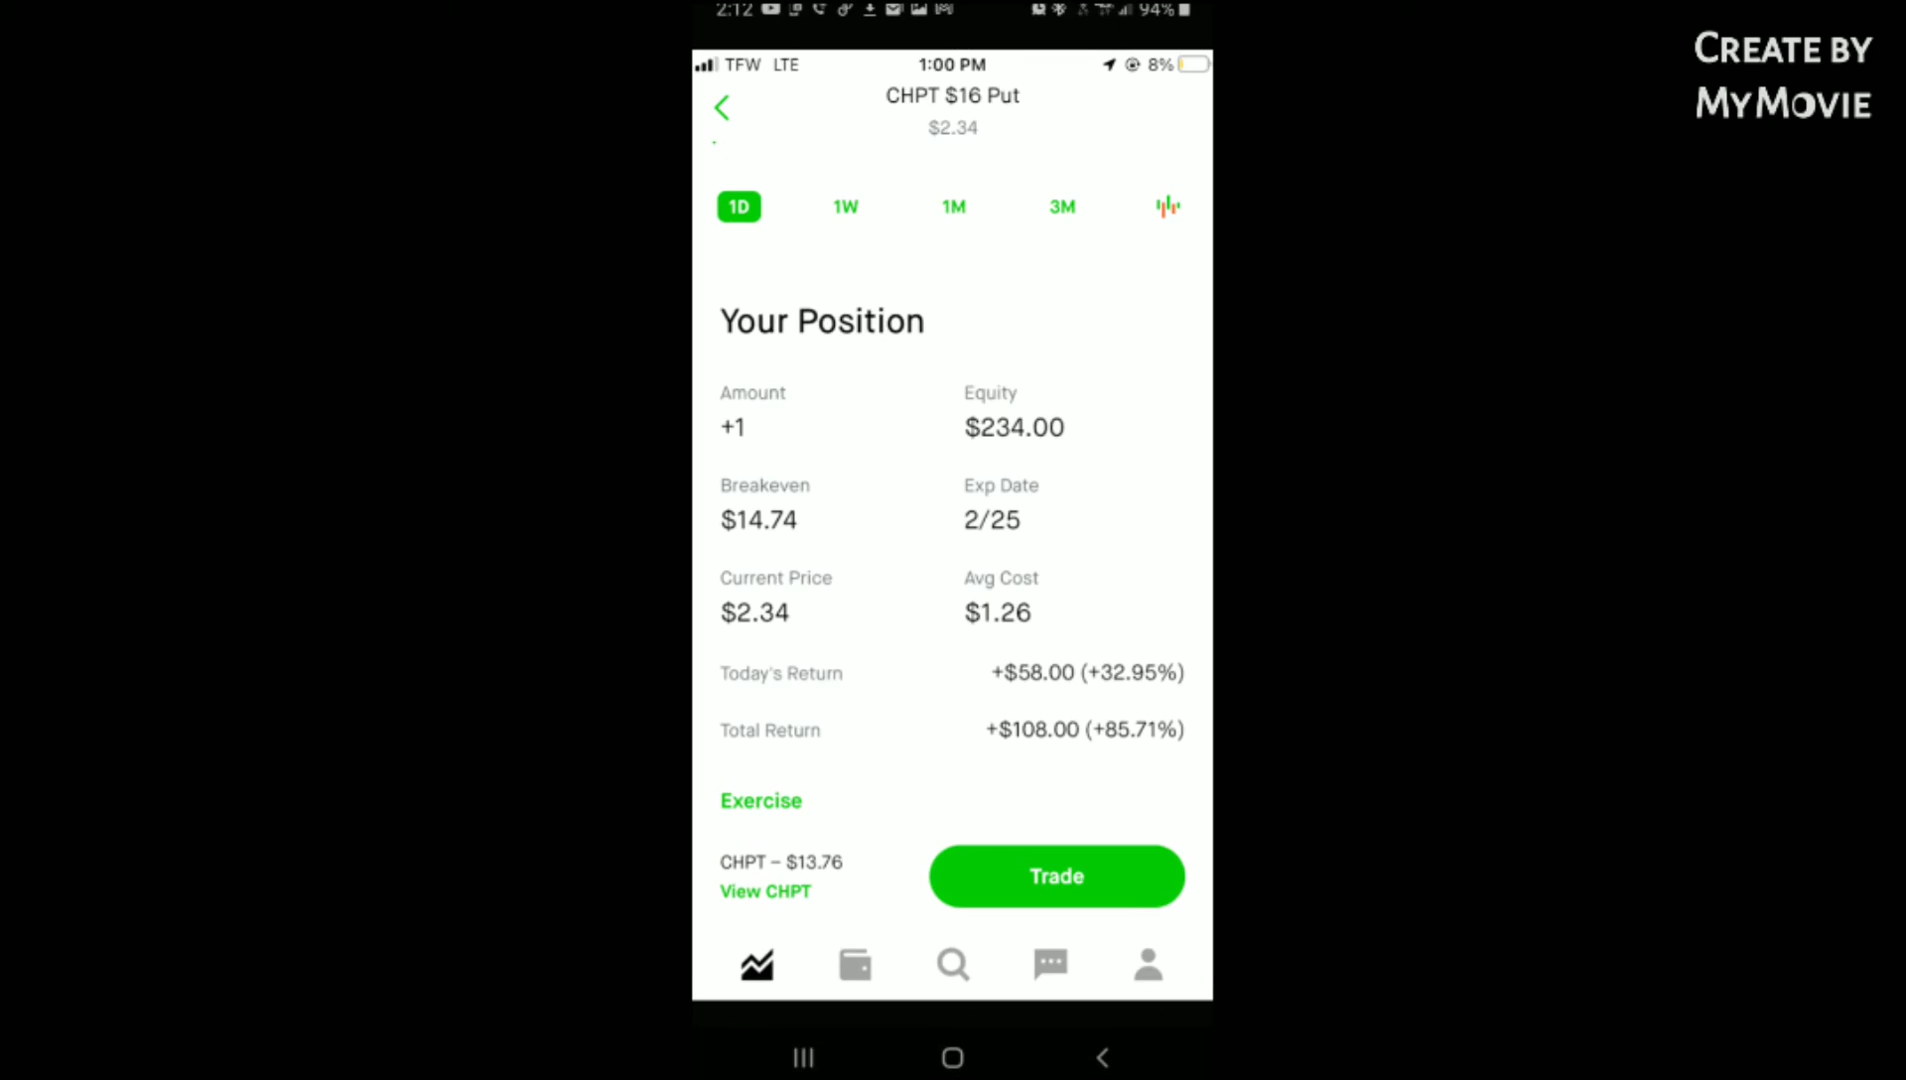 2:12 94%
CREATE BY
MYMOVIE
TFW LTE 1:00 PM 8%
CHPT $16 Put
$2.34
1D 1W 1M 3M
Your Position
Amount Equity
+1 $234.00
Breakeven Exp Date
$14.74 2/25
Current Price Avg Cost
$2.34 $1.26
Today's Return +$58.00 (+32.95%)
Total Return +$108.00 (+85.71%)
Exercise
CHPT – $13.76
View CHPT
Trade